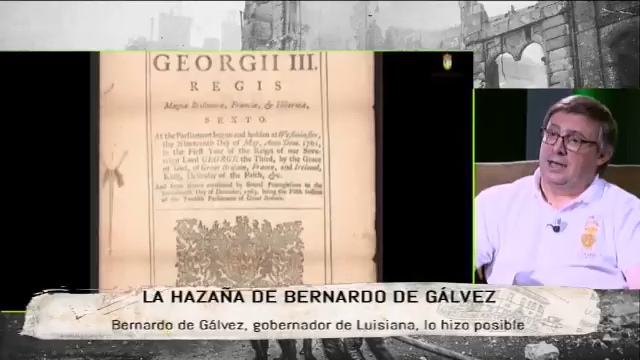 GEORGII III.
REGIS
Magnæ Britanniæ, Franciæ, & Hiberniæ,
SEXTO.
At the Parliament begun and holden at Westminster,
the Nineteenth Day of May, Anno Dom. 1761,
in the First Year of the Reign of our Sovereign
Lord GEORGE the Third, by the Grace
of God, of Great Britain, France, and Ireland,
King, Defender of the Faith, &c.
And from thence continued by several Prorogations to the
Seventeenth Day of December, 1765, being the Fifth Session
of the Twelfth Parliament of Great Britain.
LA HAZAÑA DE BERNARDO DE GÁLVEZ
Bernardo de Gálvez, gobernador de Luisiana, lo hizo posible